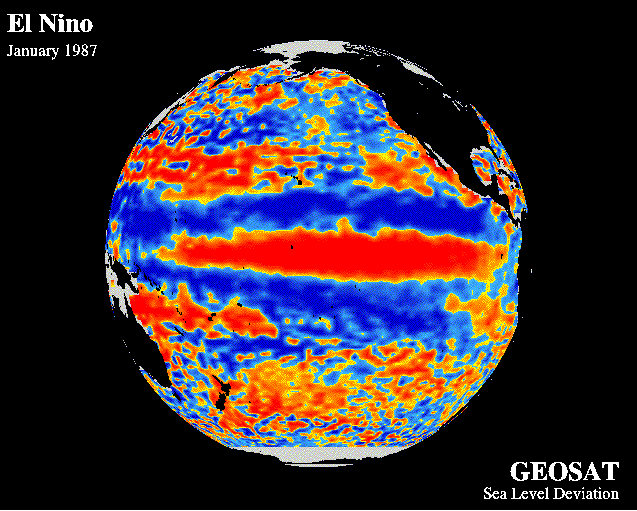 El Nino
January 1987
GEOSAT
Sea Level Deviation